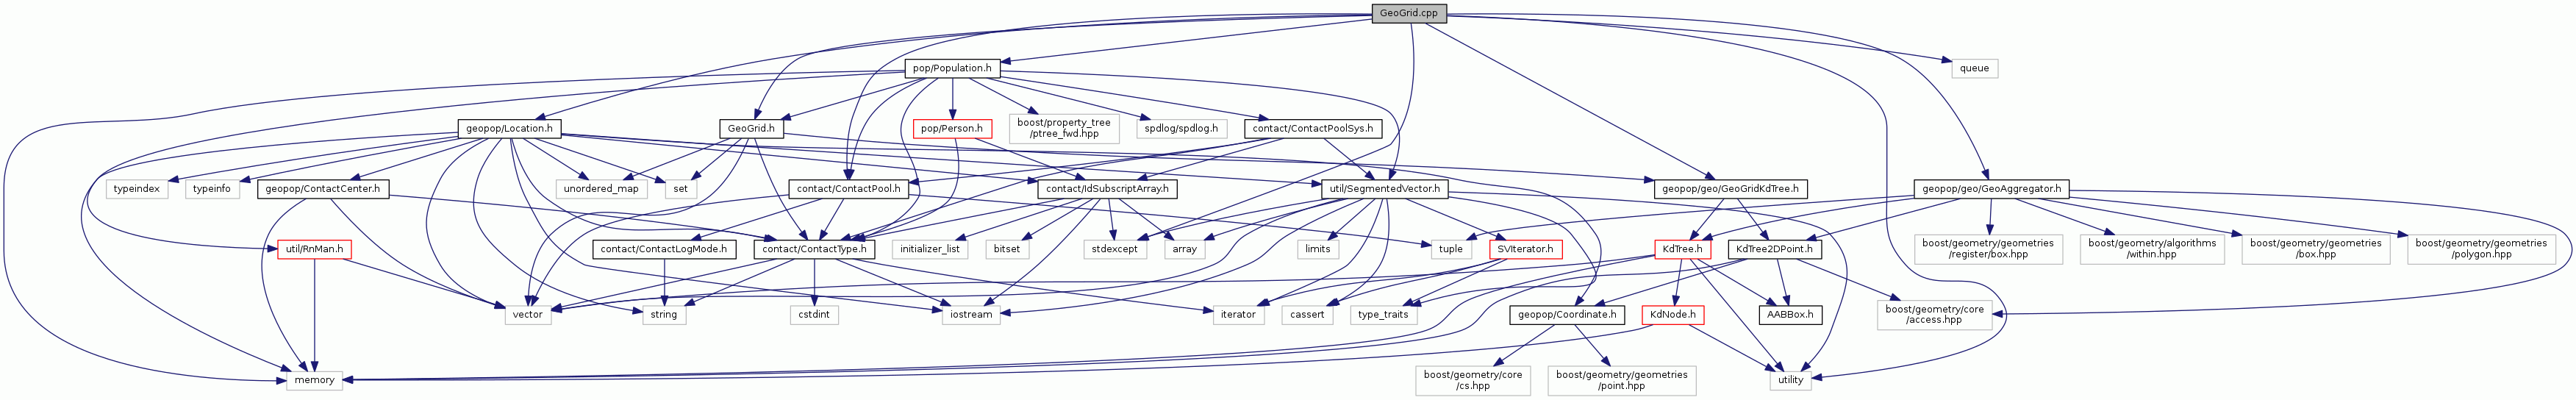 GeoGrid.cpp
pop/Population.h
queue
geopop/Location.h
GeoGrid.h
pop/Person.h
boost/property_tree
/ptree_fwd.hpp
spdlog/spdlog.h
contact/ContactPoolSys.h
typeindex
typeinfo
geopop/ContactCenter.h
unordered_map
set
contact/ContactPool.h
contact/IdSubscriptArray.h
util/SegmentedVector.h
geopop/geo/GeoGridKdTree.h
geopop/geo/GeoAggregator.h
util/RnMan.h
contact/ContactLogMode.h
contact/ContactType.h
initializer_list
bitset
stdexcept
array
limits
tuple
SVIterator.h
KdTree.h
KdTree2DPoint.h
boost/geometry/geometries
/register/box.hpp
boost/geometry/algorithms
/within.hpp
boost/geometry/geometries
/box.hpp
boost/geometry/geometries
/polygon.hpp
vector
string
cstdint
iostream
iterator
cassert
type_traits
geopop/Coordinate.h
KdNode.h
AABBox.h
boost/geometry/core
/access.hpp
memory
boost/geometry/core
/cs.hpp
boost/geometry/geometries
/point.hpp
utility